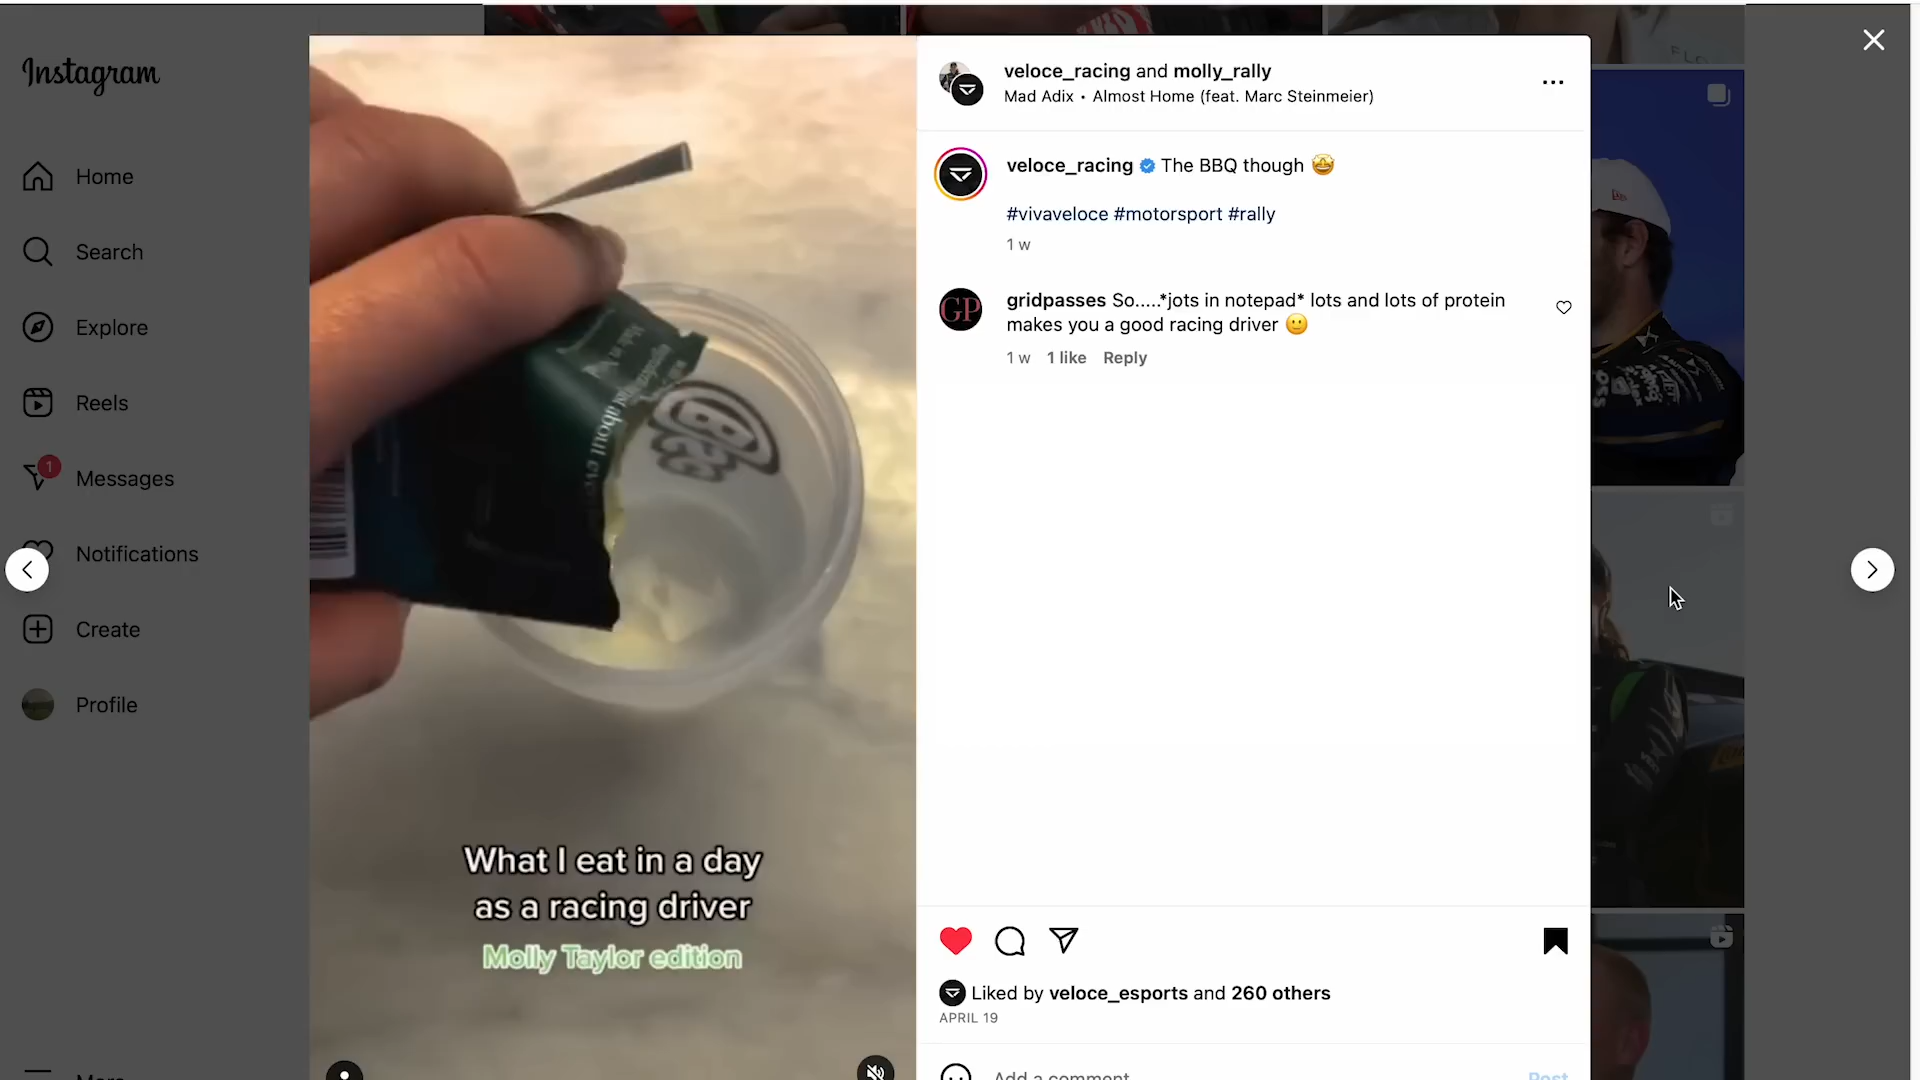 Instagram
Home
Search
Explore
Reels
1
Messages
Notifications
Create
Profile
What I eat in a day
as a racing driver
Molly Taylor edition
veloce_racing and molly_rally
Mad Adix • Almost Home (feat. Marc Steinmeier)
veloce_racing The BBQ though 🤩
#vivaveloce #motorsport #rally
1 w
GP
gridpasses So.....*jots in notepad* lots and lots of protein
makes you a good racing driver 🙂
1 w 1 like Reply
Liked by veloce_esports and 260 others
APRIL 19
Add a comment
Post